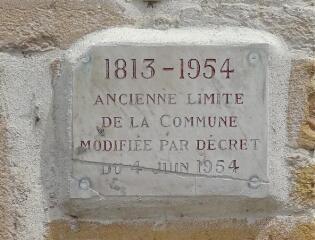 1813-1954
ANCIENNE LIMITE
DE LA COMMUNE
MODIFIÉE PAR DÉCRET
DU 4 JUIN 1954